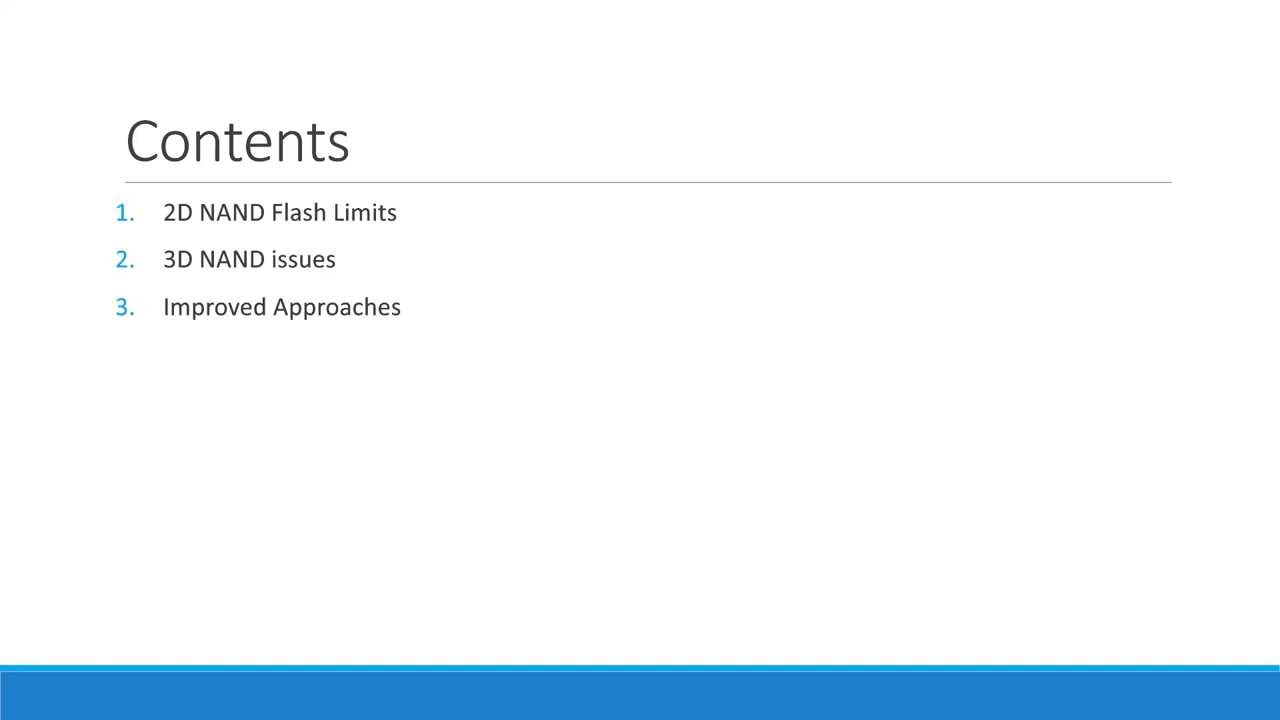 Contents
1. 2D NAND Flash Limits
2. 3D NAND issues
3. Improved Approaches